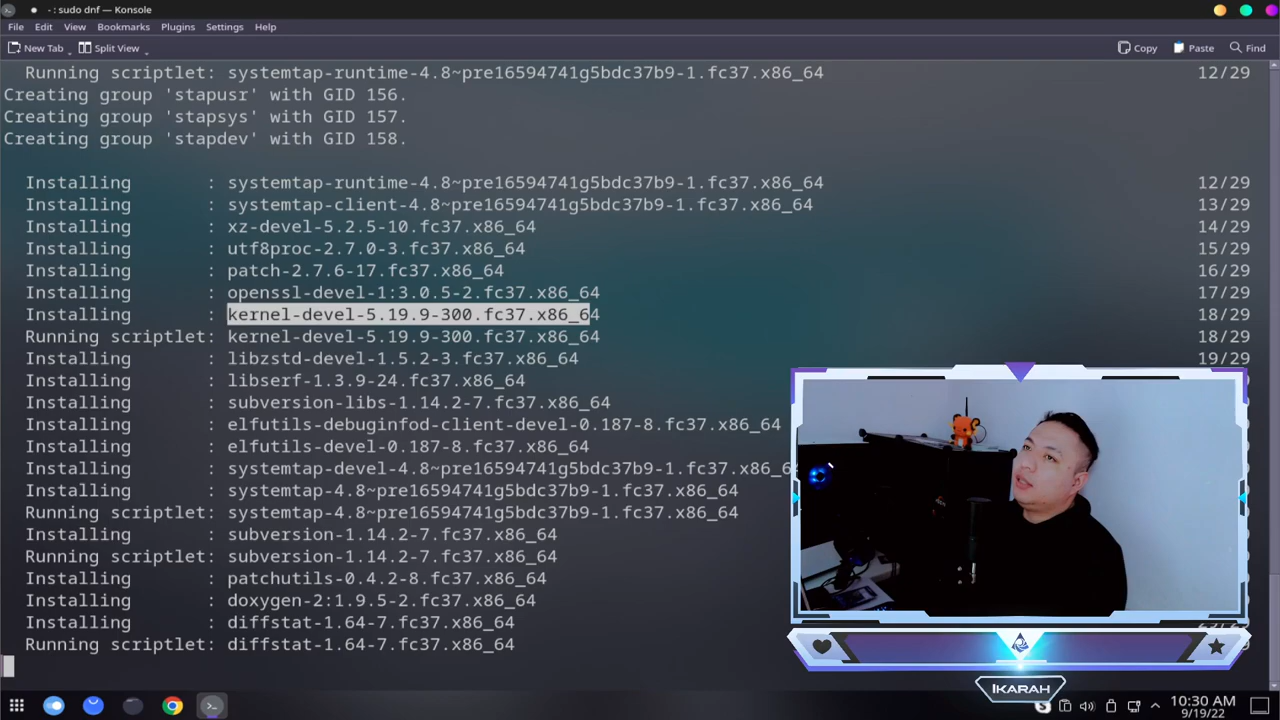 - : sudo dnf — Konsole
File Edit View Bookmarks Plugins Settings Help
New Tab Split View Copy Paste Find
Running scriptlet: systemtap-runtime-4.8~pre16594741g5bdc37b9-1.fc37.x86_64 12/29
Creating group 'stapusr' with GID 156.
Creating group 'stapsys' with GID 157.
Creating group 'stapdev' with GID 158.
Installing : systemtap-runtime-4.8~pre16594741g5bdc37b9-1.fc37.x86_64 12/29
Installing : systemtap-client-4.8~pre16594741g5bdc37b9-1.fc37.x86_64 13/29
Installing : xz-devel-5.2.5-10.fc37.x86_64 14/29
Installing : utf8proc-2.7.0-3.fc37.x86_64 15/29
Installing : patch-2.7.6-17.fc37.x86_64 16/29
Installing : openssl-devel-1:3.0.5-2.fc37.x86_64 17/29
Installing : kernel-devel-5.19.9-300.fc37.x86_64 18/29
Running scriptlet: kernel-devel-5.19.9-300.fc37.x86_64 18/29
Installing : libzstd-devel-1.5.2-3.fc37.x86_64 19/29
Installing : libserf-1.3.9-24.fc37.x86_64
Installing : subversion-libs-1.14.2-7.fc37.x86_64
Installing : elfutils-debuginfod-client-devel-0.187-8.fc37.x86_64
Installing : elfutils-devel-0.187-8.fc37.x86_64
Installing : systemtap-devel-4.8~pre16594741g5bdc37b9-1.fc37.x86_6
Installing : systemtap-4.8~pre16594741g5bdc37b9-1.fc37.x86_64
Running scriptlet: systemtap-4.8~pre16594741g5bdc37b9-1.fc37.x86_64
Installing : subversion-1.14.2-7.fc37.x86_64
Running scriptlet: subversion-1.14.2-7.fc37.x86_64
Installing : patchutils-0.4.2-8.fc37.x86_64
Installing : doxygen-2:1.9.5-2.fc37.x86_64
Installing : diffstat-1.64-7.fc37.x86_64
Running scriptlet: diffstat-1.64-7.fc37.x86_64
IKARAH
10:30 AM
9/19/22